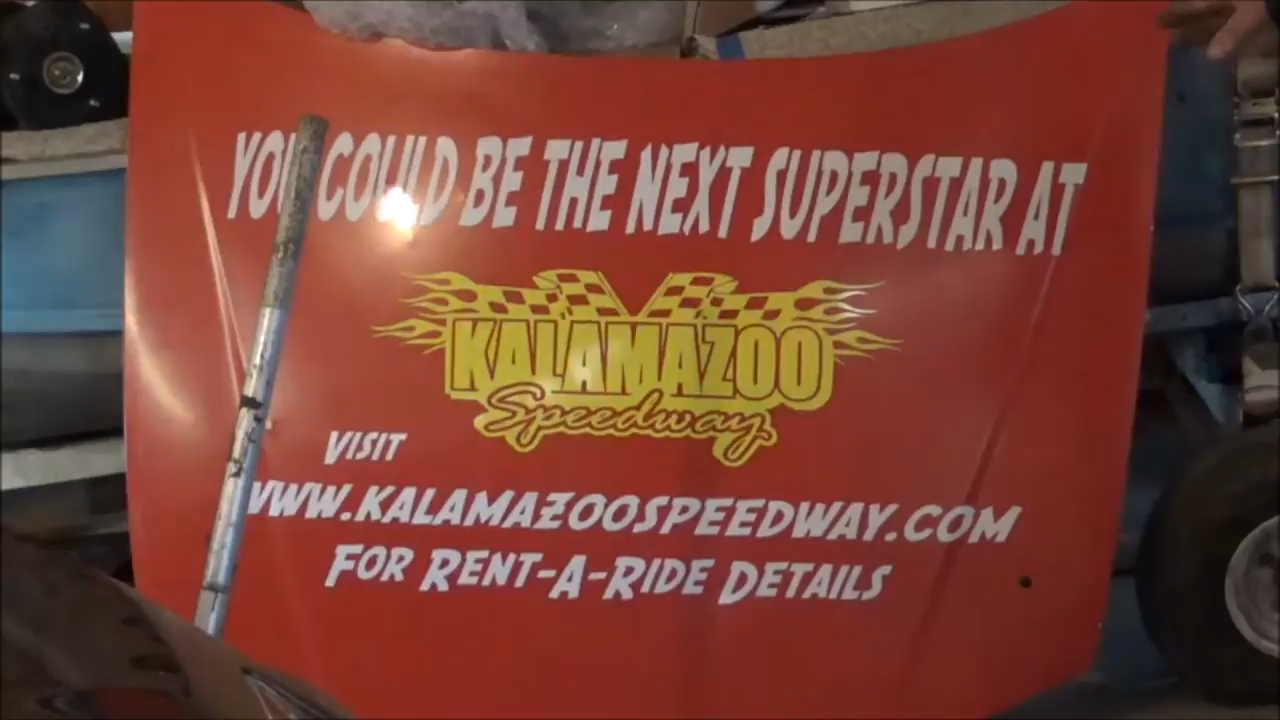 YOU COULD BE THE NEXT SUPERSTAR AT
KALAMAZOO
Speedway
VISIT
WWW.KALAMAZOOSPEEDWAY.COM
FOR RENT-A-RIDE DETAILS